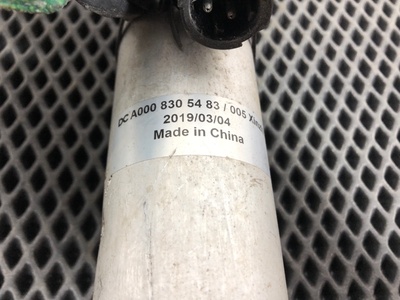 DC A000 830 54 83 / 005
2019/03/04
Made in China